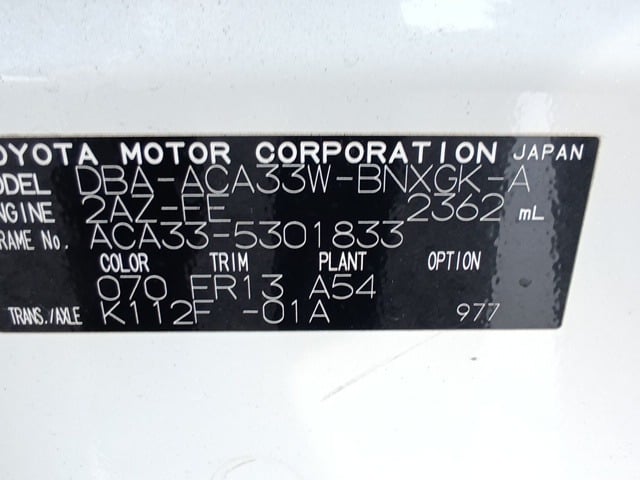 OYOTA MOTOR CORPORATION JAPAN
ODEL DBA-ACA33W-BNXGK-A
NGINE 2AZ-FE 2362 mL
RAME No. ACA33-5301833
COLOR TRIM PLANT OPTION
070 FR13 A54
TRANS./AXLE K112F -01A 977